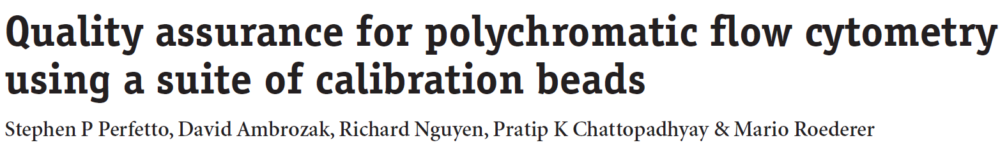 Quality assurance for polychromatic flow cytometry
using a suite of calibration beads
Stephen P Perfetto, David Ambrozak, Richard Nguyen, Pratip K Chattopadhyay & Mario Roederer